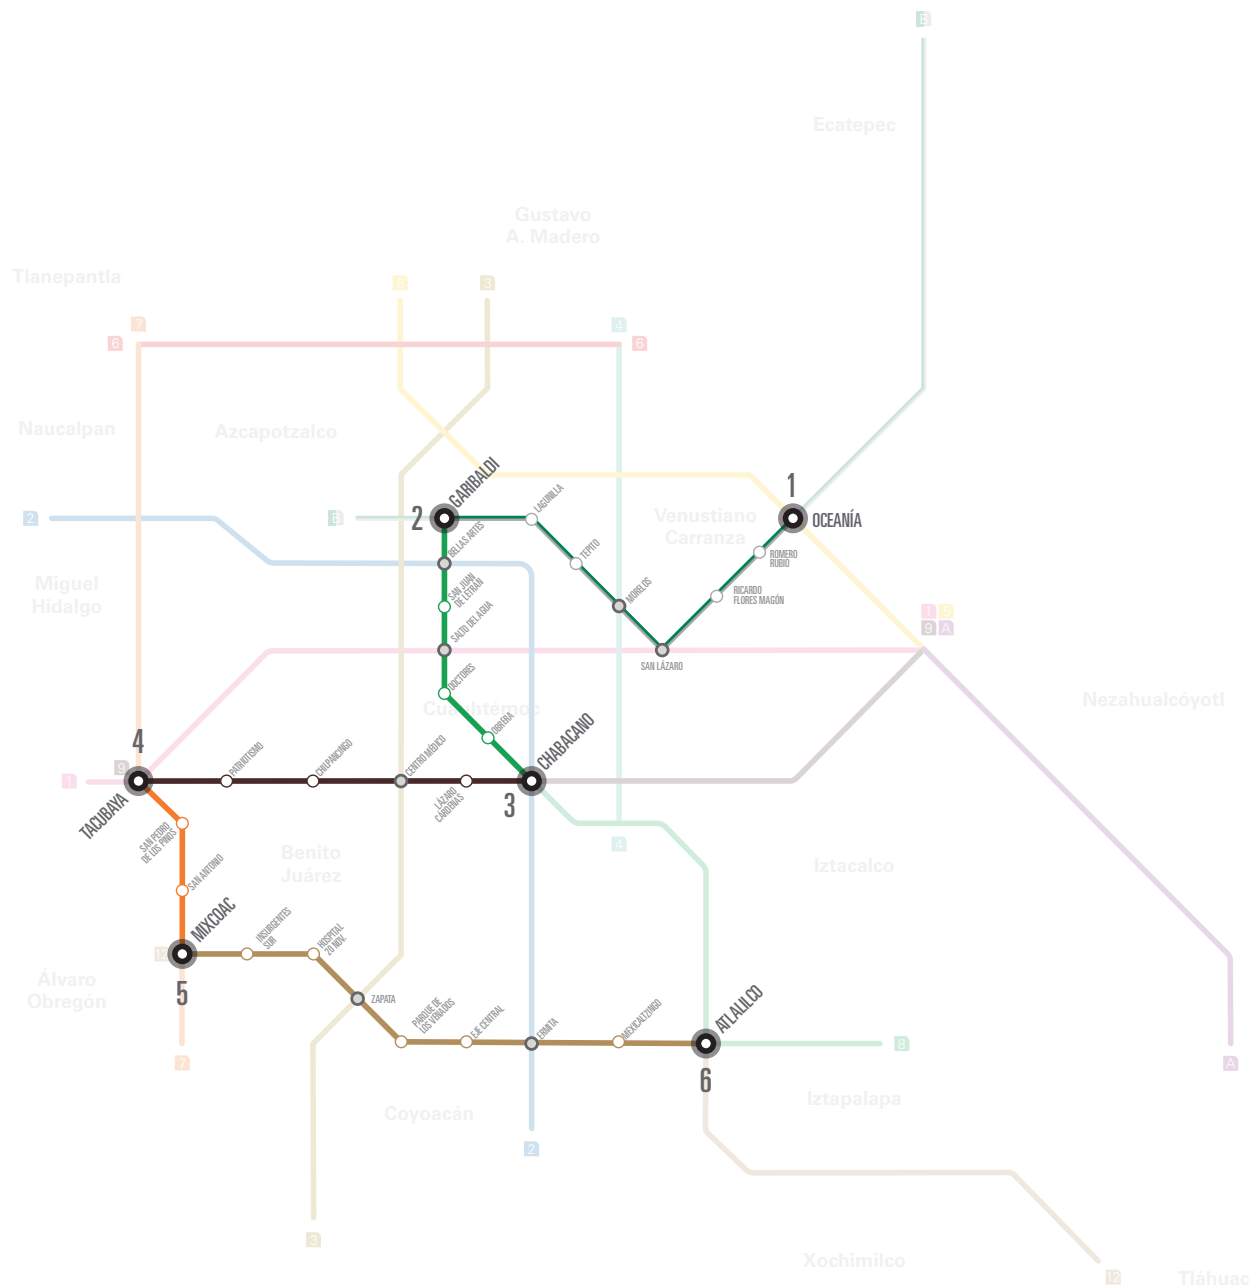 B
Ecatepec
Gustavo
A. Madero
Tlanepantla
5
3
7
4
6
6
Naucalpan
Azcapotzalco
GARIBALDI
1
OCEANÍA
2
B
2
LAGUNILLA
Venustiano
Carranza
BELLAS ARTES
TEPITO
ROMERO
RUBIO
Miguel
Hidalgo
SAN JUAN
DE LETRÁN
MORELOS
RICARDO
FLORES MAGÓN
SALTO DEL AGUA
1
5
9
A
SAN LÁZARO
DOCTORES
Cuauhtémoc
Nezahualcóyotl
OBRERA
CHABACANO
4
9
1
PATRIOTISMO
CHILPANCINGO
CENTRO MÉDICO
LÁZARO
CÁRDENAS
3
TACUBAYA
SAN PEDRO
DE LOS PINOS
4
Benito
Juárez
Iztacalco
SAN ANTONIO
MIXCOAC
12
INSURGENTES
SUR
HOSPITAL
20 NOV.
5
Álvaro
Obregón
ZAPATA
PARQUE DE
LOS VENADOS
EJE CENTRAL
ERMITA
MEXICALTZINGO
ATLALILCO
8
7
6
A
Coyoacán
Iztapalapa
2
3
Xochimilco
12
Tláhuac